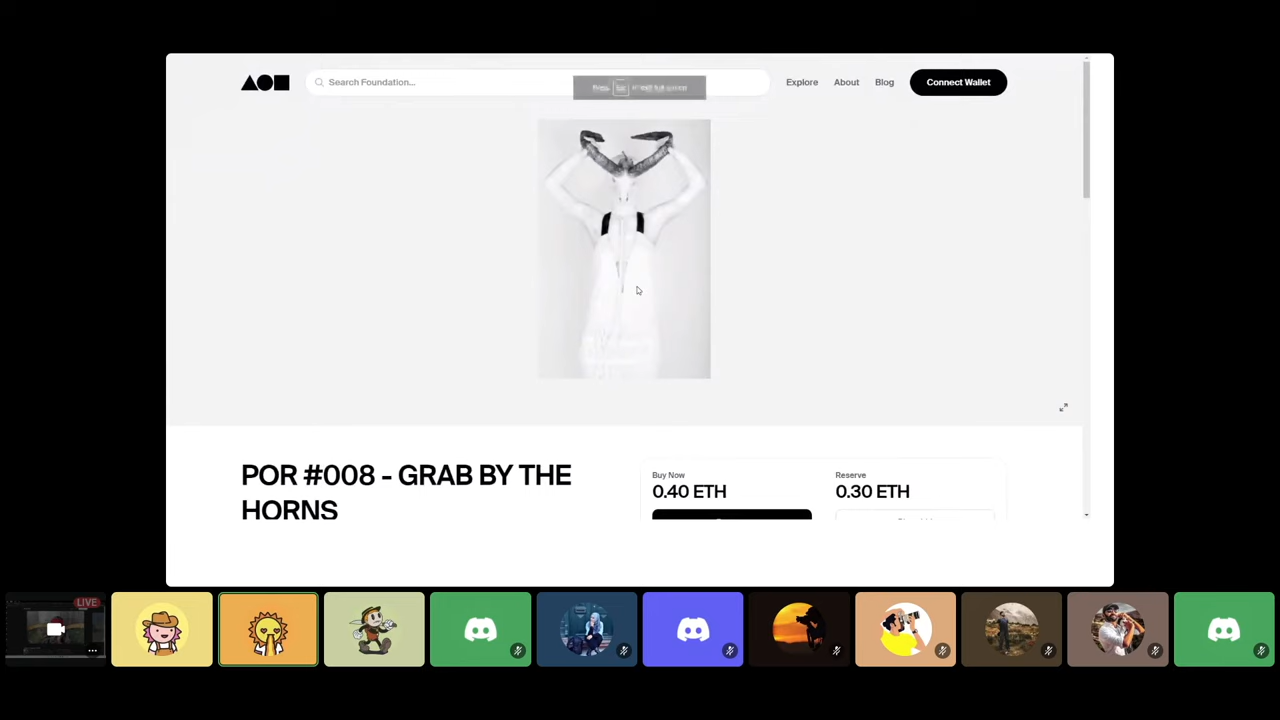 Search Foundation...
Explore
About
Blog
Connect Wallet
POR #008 - GRAB BY THE
HORNS
Buy Now
0.40 ETH
Reserve
0.30 ETH
LIVE